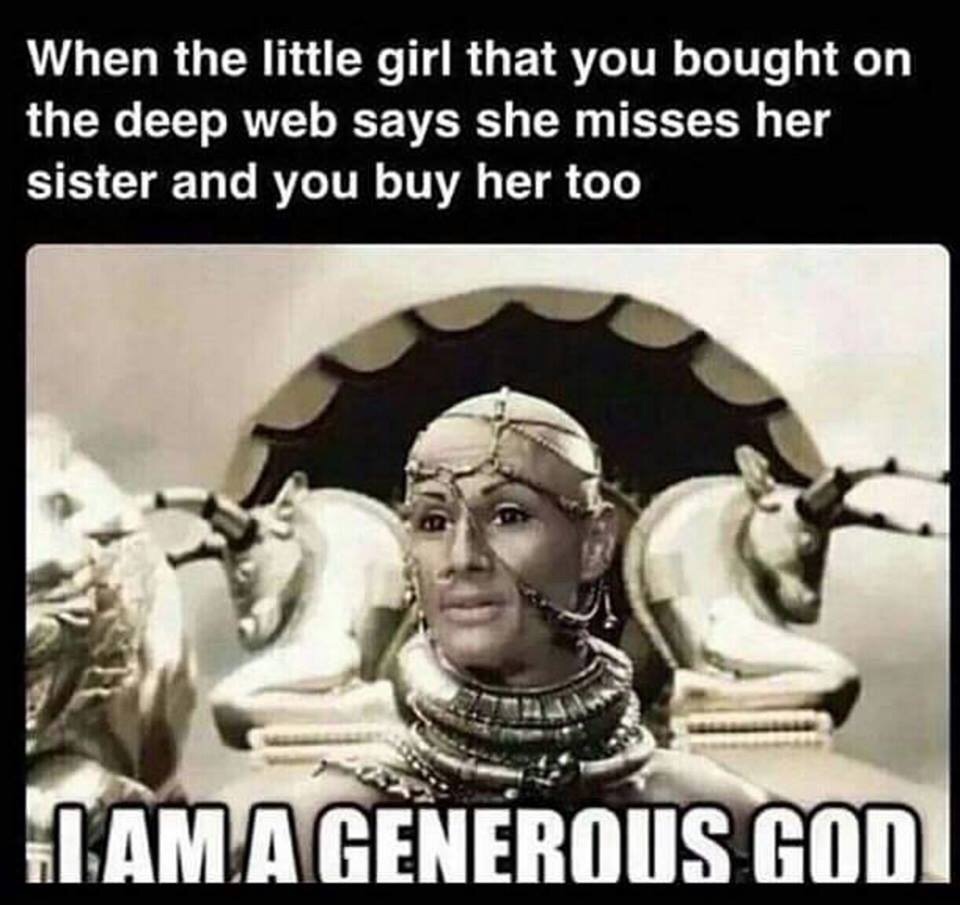 When the little girl that you bought on
the deep web says she misses her
sister and you buy her too
I AM A GENEROUS GOD